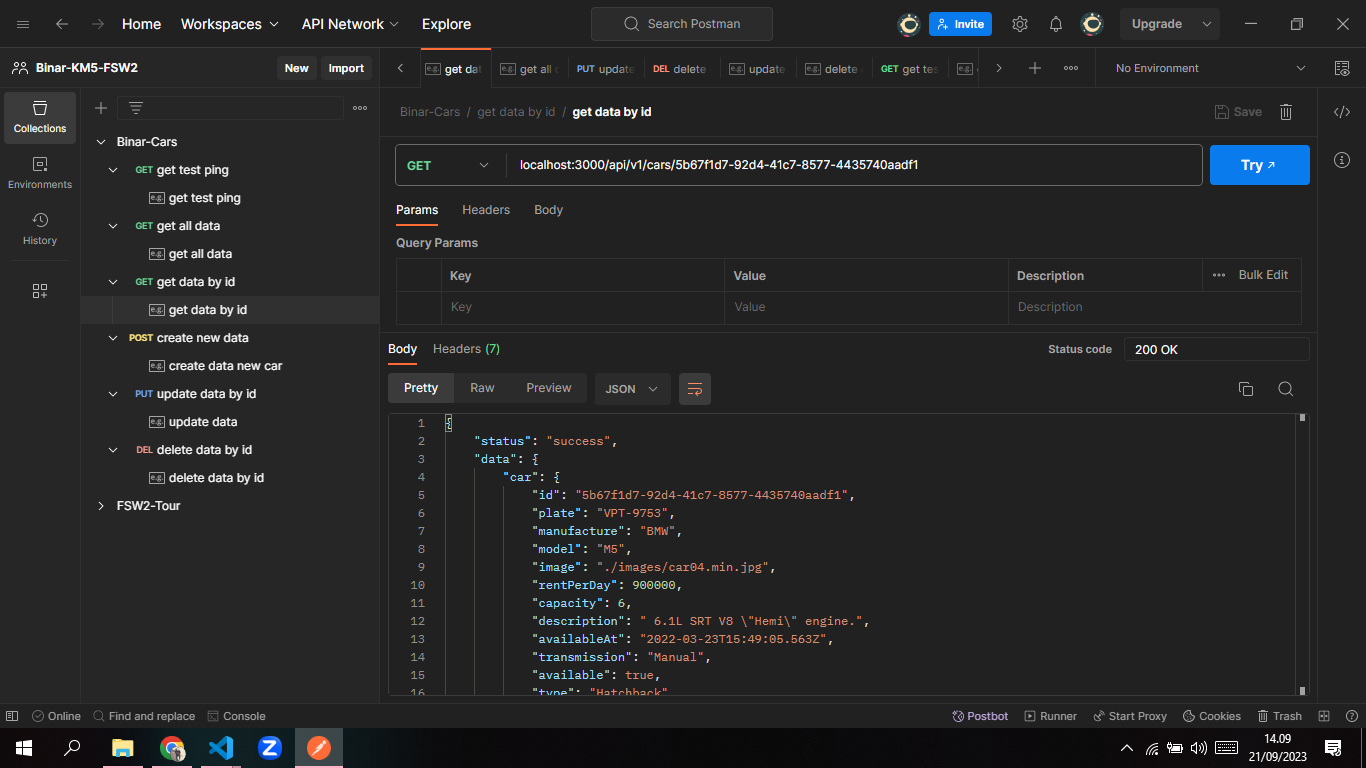 Home Workspaces API Network Explore Search Postman Invite Upgrade
Binar-KM5-FSW2 New Import
get dat get all PUT update DEL delete e.g. update e.g. delete GET get tes e.g. No Environment
Collections
Environments
History
Binar-Cars
GET get test ping
e.g. get test ping
GET get all data
e.g. get all data
GET get data by id
e.g. get data by id
POST create new data
e.g. create data new car
PUT update data by id
e.g. update data
DEL delete data by id
e.g. delete data by id
FSW2-Tour
Binar-Cars / get data by id / get data by id Save
GET localhost:3000/api/v1/cars/5b67f1d7-92d4-41c7-8577-4435740aadf1 Try
Params Headers Body
Query Params
Key Value Description Bulk Edit
Key Value Description
Body Headers (7) Status code 200 OK
Pretty Raw Preview JSON
1 {
2 "status": "success",
3 "data": {
4 "car": {
5 "id": "5b67f1d7-92d4-41c7-8577-4435740aadf1",
6 "plate": "VPT-9753",
7 "manufacture": "BMW",
8 "model": "M5",
9 "image": "./images/car04.min.jpg",
10 "rentPerDay": 900000,
11 "capacity": 6,
12 "description": " 6.1L SRT V8 \"Hemi\" engine.",
13 "availableAt": "2022-03-23T15:49:05.563Z",
14 "transmission": "Manual",
15 "available": true,
16 "type": "Hatchback"
Online Find and replace Console Postbot Runner Start Proxy Cookies Trash
14.09
21/09/2023